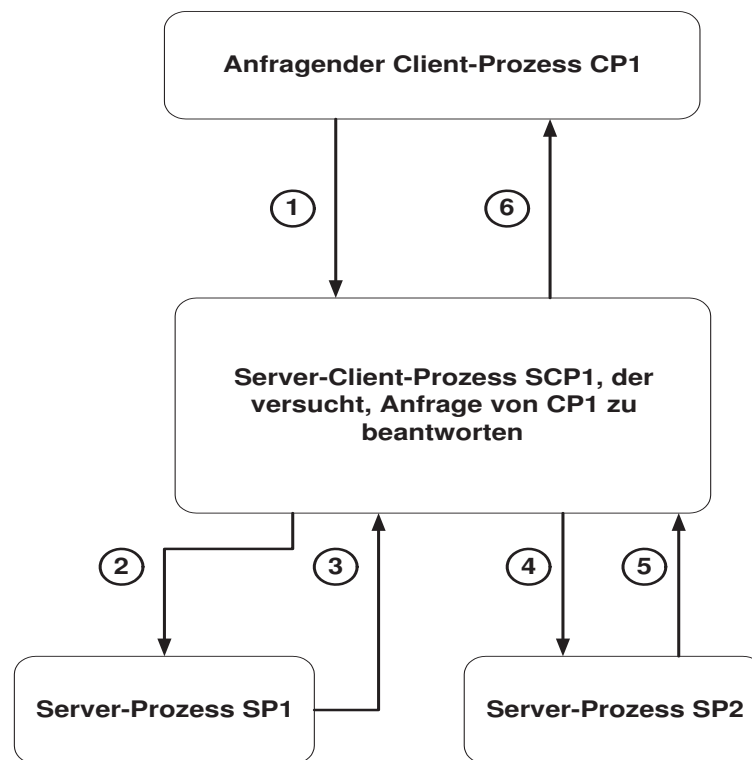 Anfragender Client-Prozess CP1
1
6
Server-Client-Prozess SCP1, der
versucht, Anfrage von CP1 zu
beantworten
2
3
4
5
Server-Prozess SP1
Server-Prozess SP2